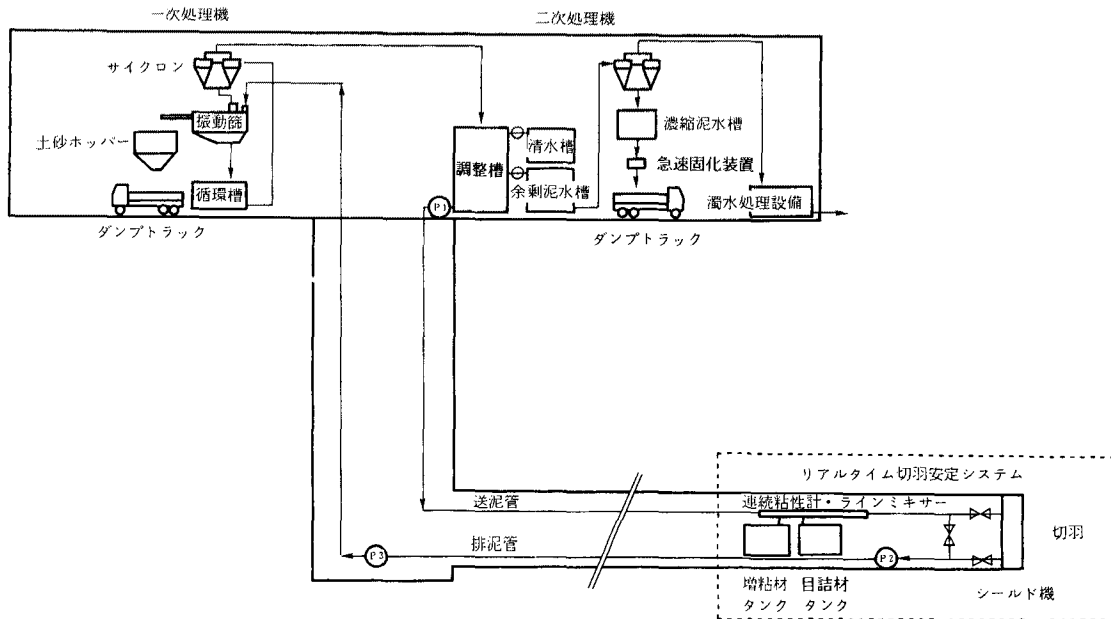 一次処理機
二次処理機
サイクロン
振動篩
土砂ホッパー
循環槽
ダンプトラック
調整槽
清水槽
余剰泥水槽
濃縮泥水槽
急速固化装置
濁水処理設備
ダンプトラック
P1
リアルタイム切羽安定システム
送泥管
連続粘性計・ラインミキサー
切羽
排泥管
P3
P2
増粘材
タンク
目詰材
タンク
シールド機